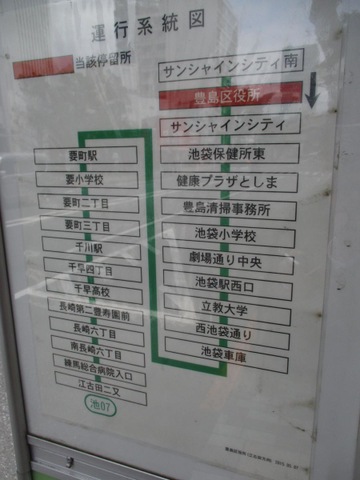 運行系統図
当該停留所
サンシャインシティ南
豊島区役所
サンシャインシティ
池袋保健所東
健康プラザとしま
豊島清掃事務所
池袋小学校
劇場通り中央
池袋駅西口
立教大学
西池袋通り
池袋車庫
要町駅
要小学校
要町二丁目
要町三丁目
千川駅
千早四丁目
千早高校
長崎第二豊寿園前
長崎六丁目
南長崎六丁目
練馬総合病院入口
江古田二又
池07